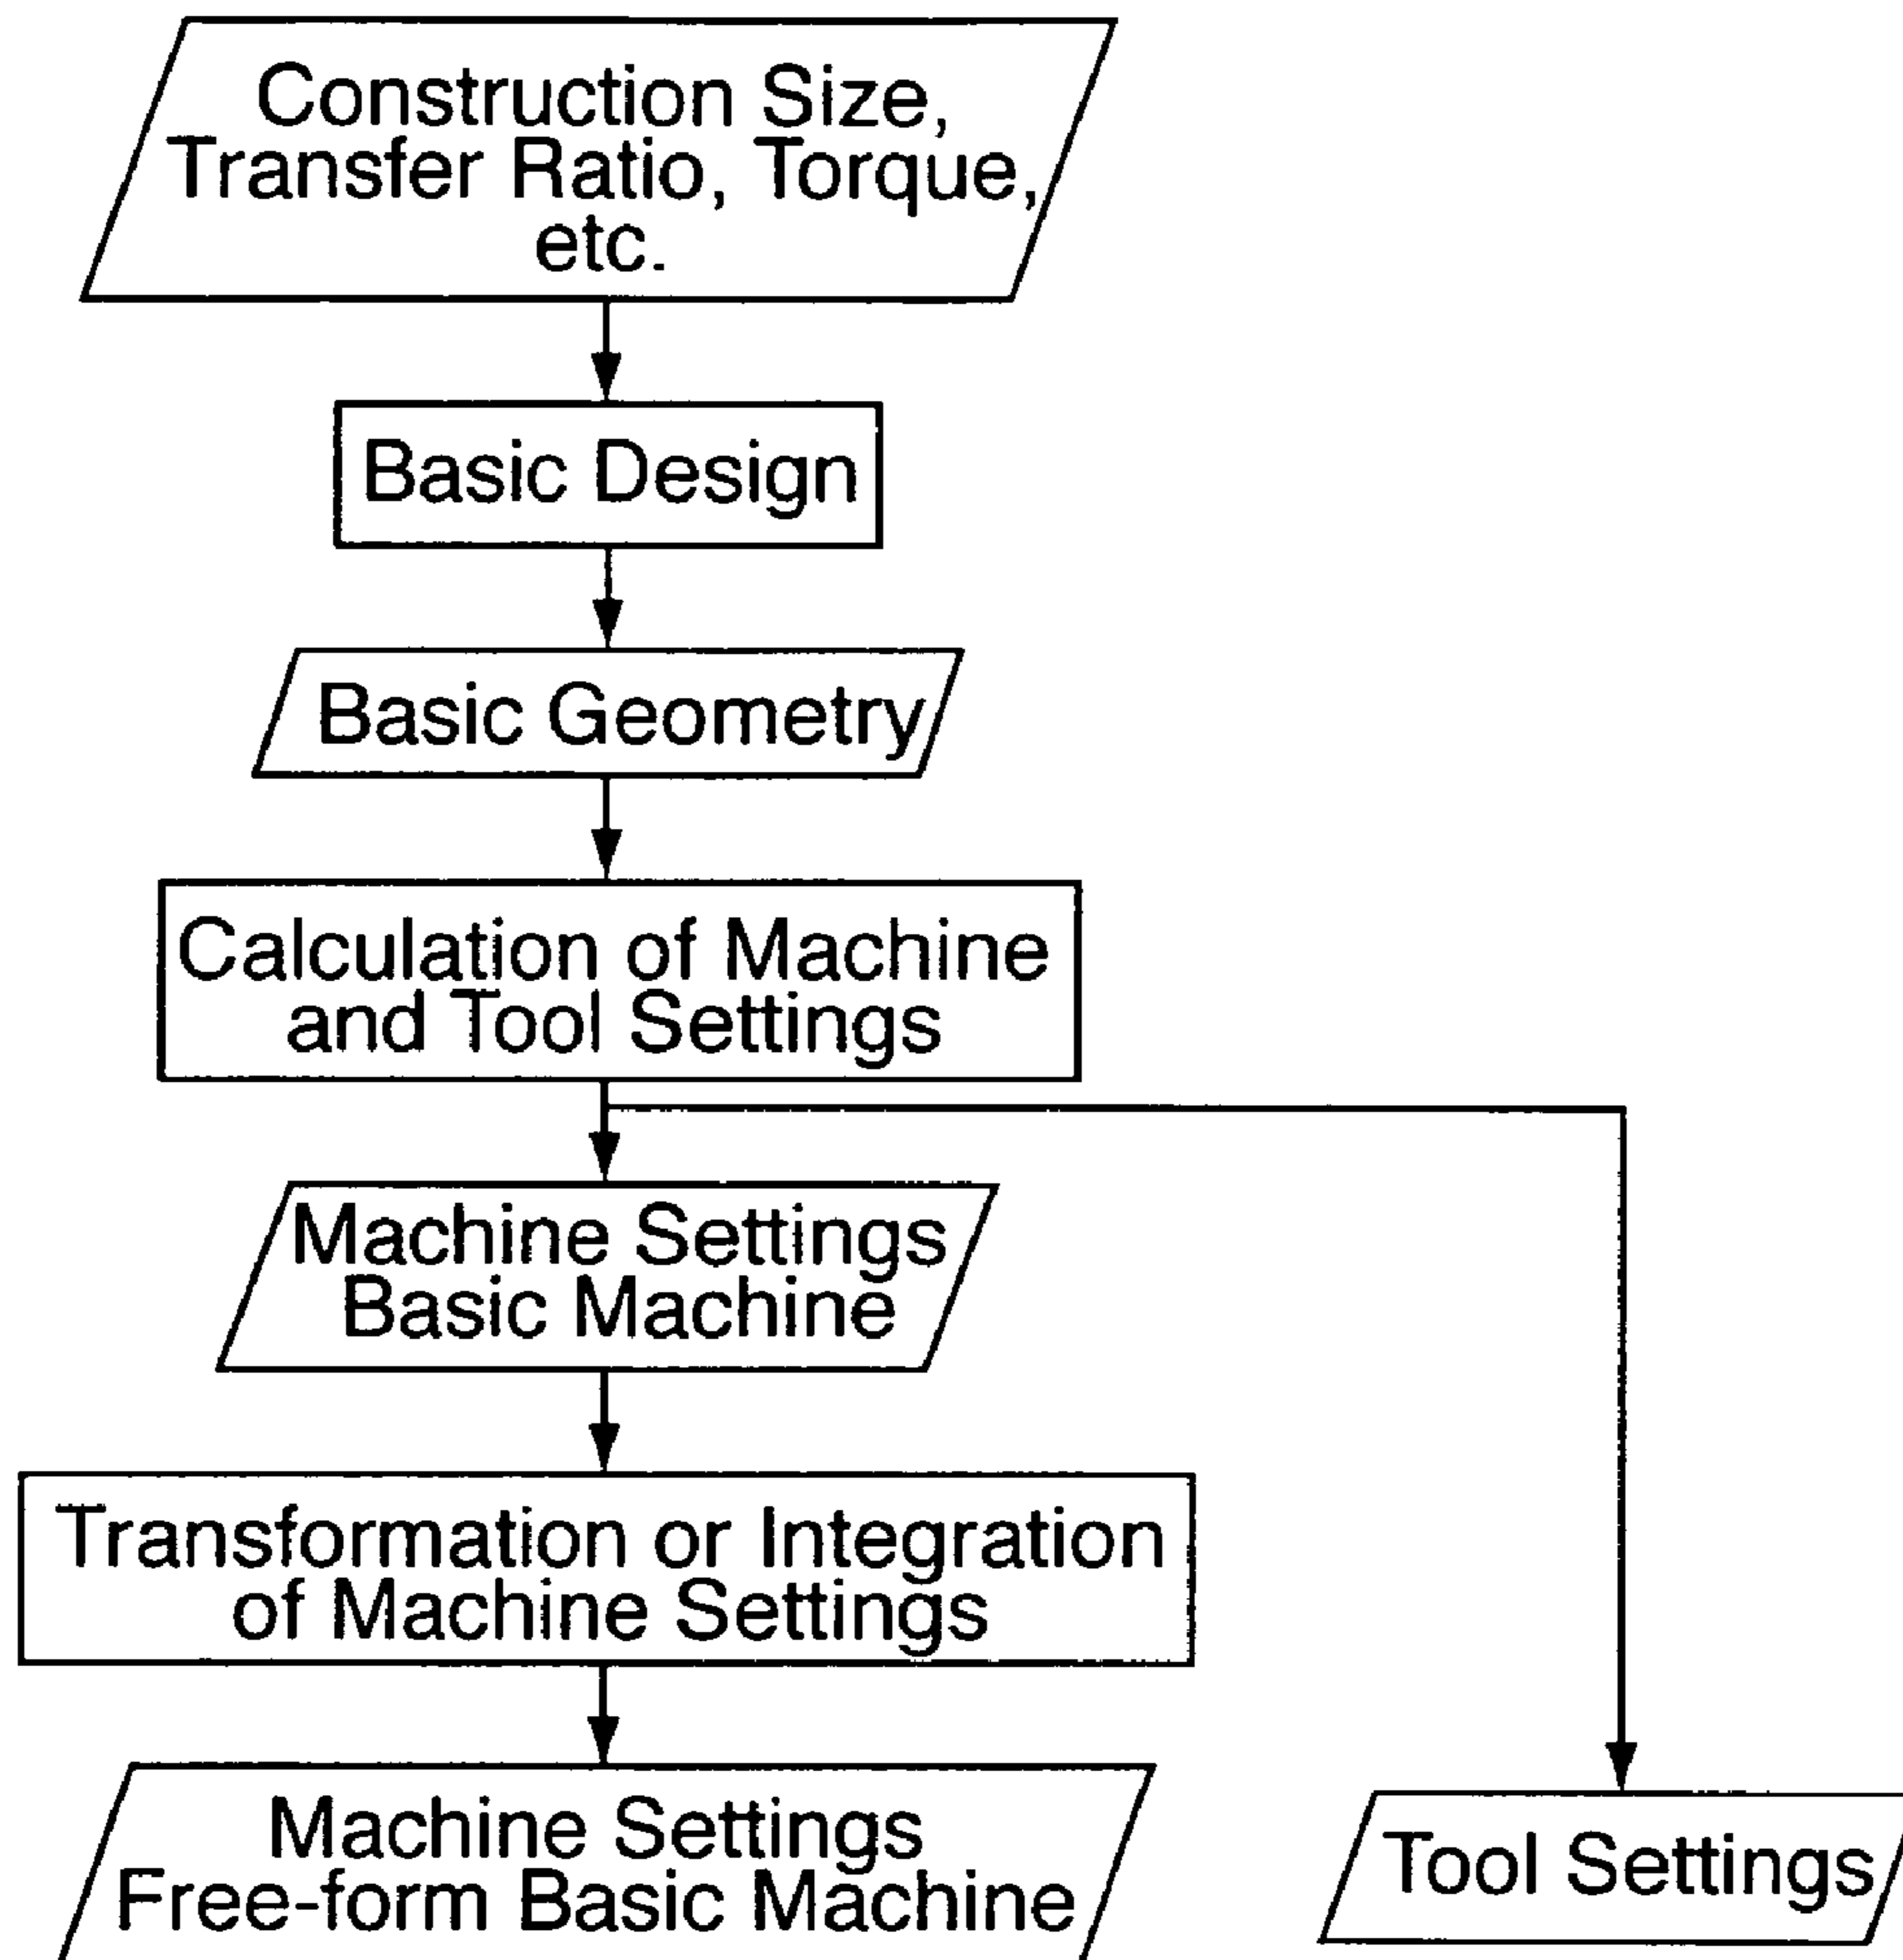 Construction Size,
Transfer Ratio, Torque,
etc.
Basic Design
Basic Geometry
Calculation of Machine
and Tool Settings
Machine Settings
Basic Machine
Transformation or Integration
of Machine Settings
Machine Settings
Free-form Basic Machine
Tool Settings